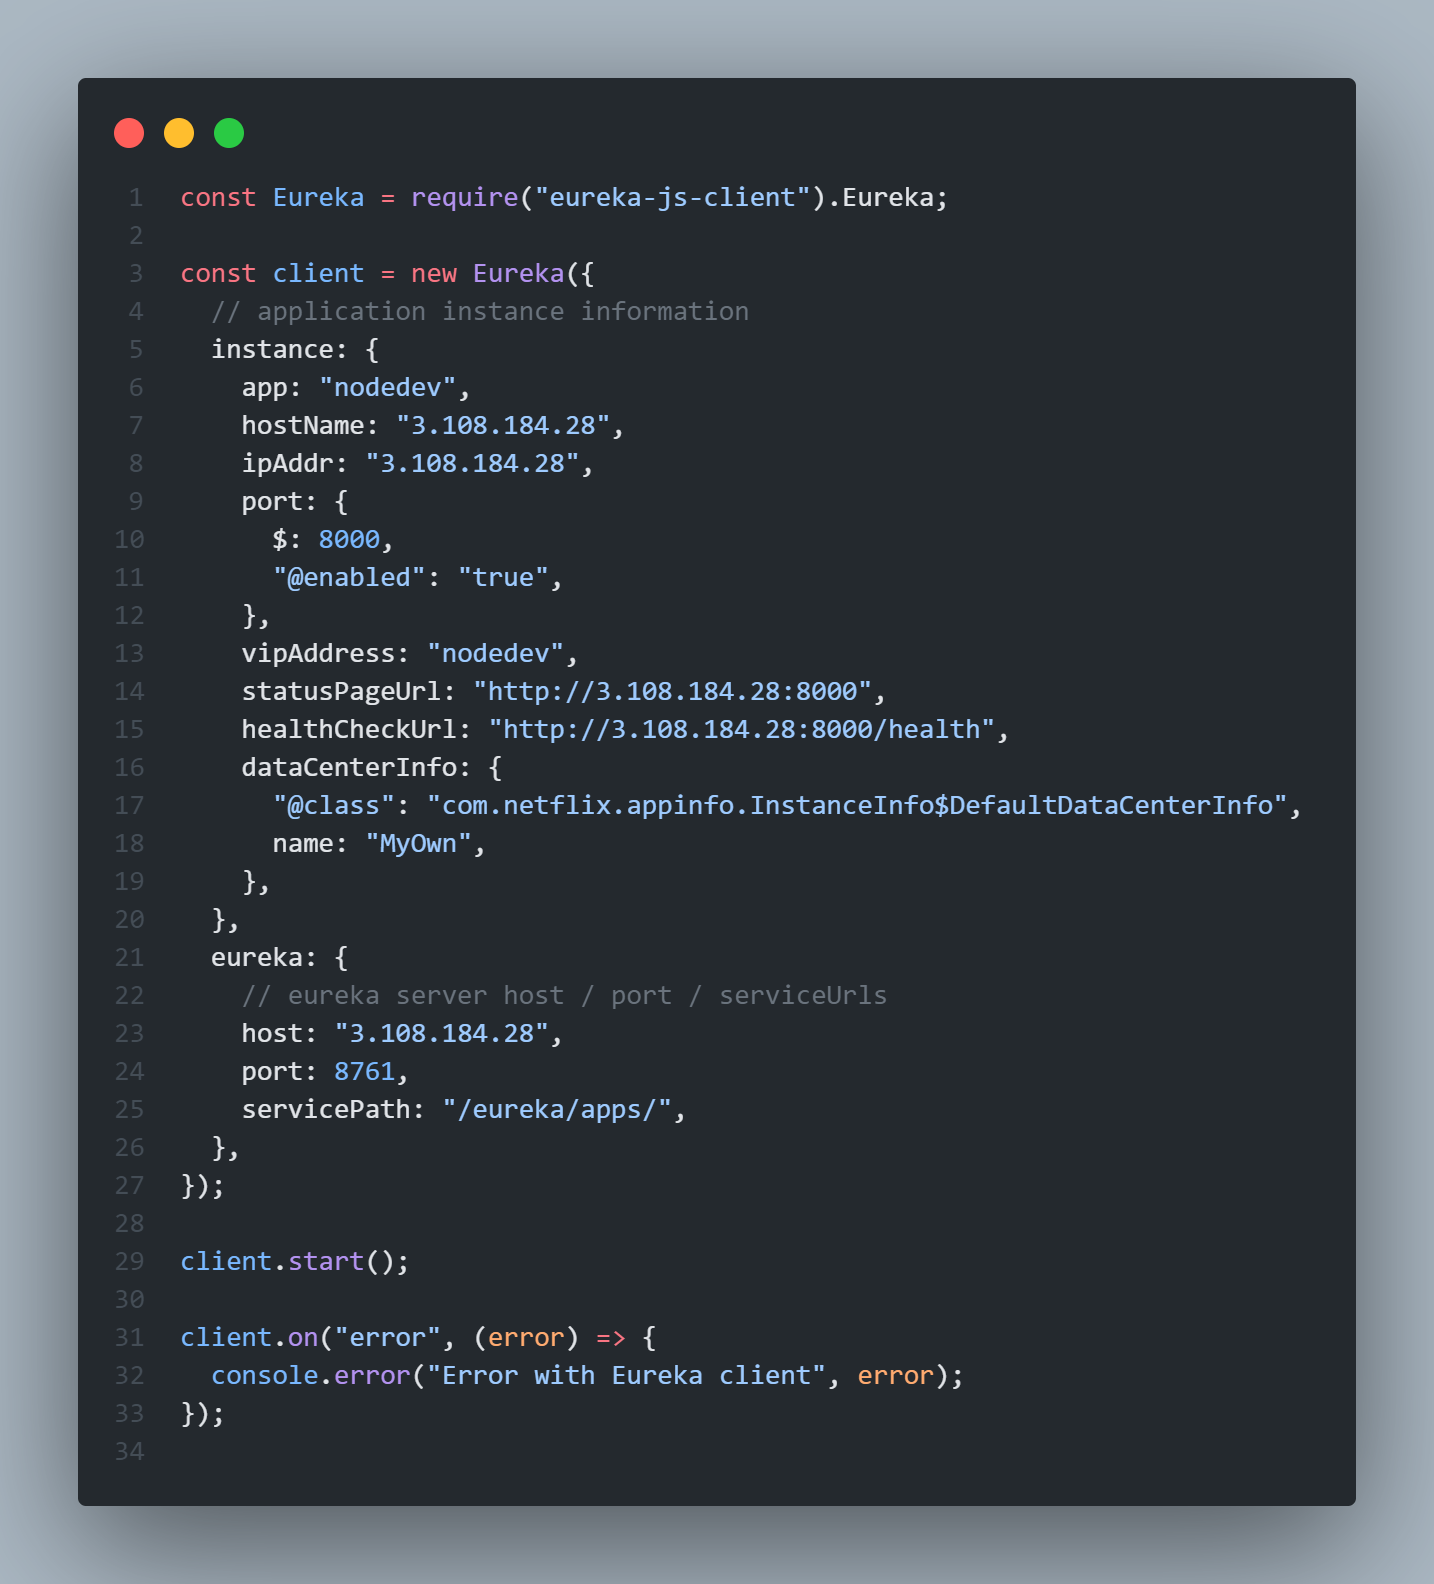 1 const Eureka = require("eureka-js-client").Eureka;
2
3 const client = new Eureka({
4   // application instance information
5   instance: {
6     app: "nodedev",
7     hostName: "3.108.184.28",
8     ipAddr: "3.108.184.28",
9     port: {
10       $: 8000,
11       "@enabled": "true",
12     },
13     vipAddress: "nodedev",
14     statusPageUrl: "http://3.108.184.28:8000",
15     healthCheckUrl: "http://3.108.184.28:8000/health",
16     dataCenterInfo: {
17       "@class": "com.netflix.appinfo.InstanceInfo$DefaultDataCenterInfo",
18       name: "MyOwn",
19     },
20   },
21   eureka: {
22     // eureka server host / port / serviceUrls
23     host: "3.108.184.28",
24     port: 8761,
25     servicePath: "/eureka/apps/",
26   },
27 });
28
29 client.start();
30
31 client.on("error", (error) => {
32   console.error("Error with Eureka client", error);
33 });
34